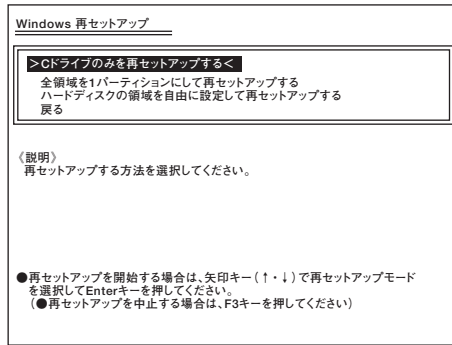 Windows 再セットアップ
>Cドライブのみを再セットアップする<
全領域を1パーティションにして再セットアップする
ハードディスクの領域を自由に設定して再セットアップする
戻る
《説明》
再セットアップする方法を選択してください。
●再セットアップを開始する場合は、矢印キー(↑・↓)で再セットアップモード
を選択してEnterキーを押してください。
(●再セットアップを中止する場合は、F3キーを押してください)